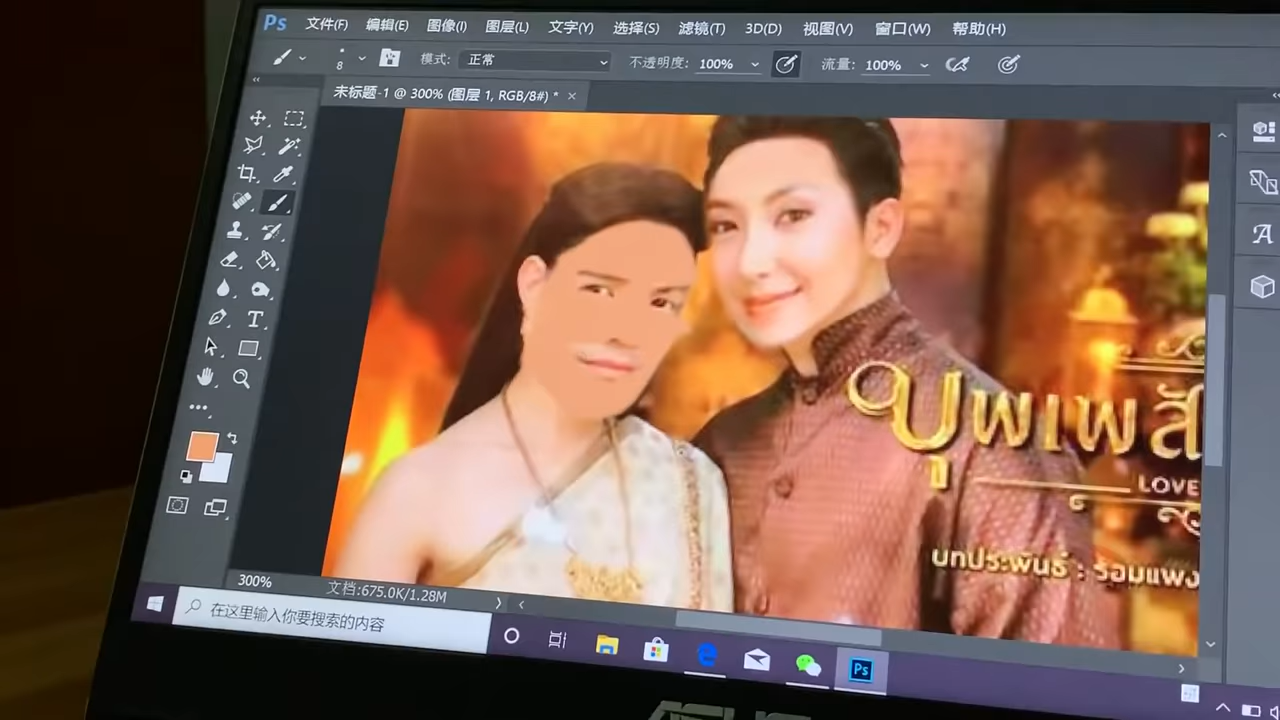 Ps 文件(F) 编辑(E) 图像(I) 图层(L) 文字(Y) 选择(S) 滤镜(T) 3D(D) 视图(V) 窗口(W) 帮助(H)
8 模式: 正常 不透明度: 100% 流量: 100%
未标题-1 @ 300% (图层 1, RGB/8#) * ×
บุพเพสั
LOVE
บทประพันธ์ : รอมแพง
300% 文档:675.0K/1.28M
在这里输入你要搜索的内容
Ps